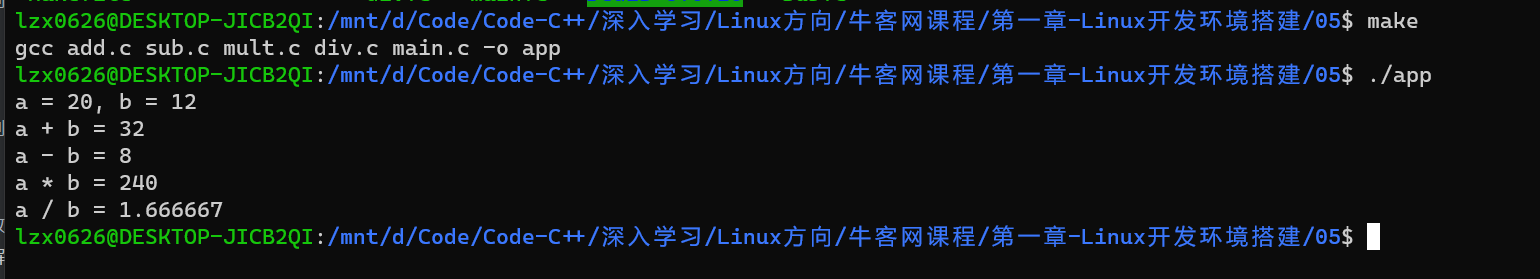 lzx0626@DESKTOP-JICB2QI:/mnt/d/Code/Code-C++/深入学习/Linux方向/牛客网课程/第一章-Linux开发环境搭建/05$ make
gcc add.c sub.c mult.c div.c main.c -o app
lzx0626@DESKTOP-JICB2QI:/mnt/d/Code/Code-C++/深入学习/Linux方向/牛客网课程/第一章-Linux开发环境搭建/05$ ./app
a = 20, b = 12
a + b = 32
a - b = 8
a * b = 240
a / b = 1.666667
lzx0626@DESKTOP-JICB2QI:/mnt/d/Code/Code-C++/深入学习/Linux方向/牛客网课程/第一章-Linux开发环境搭建/05$